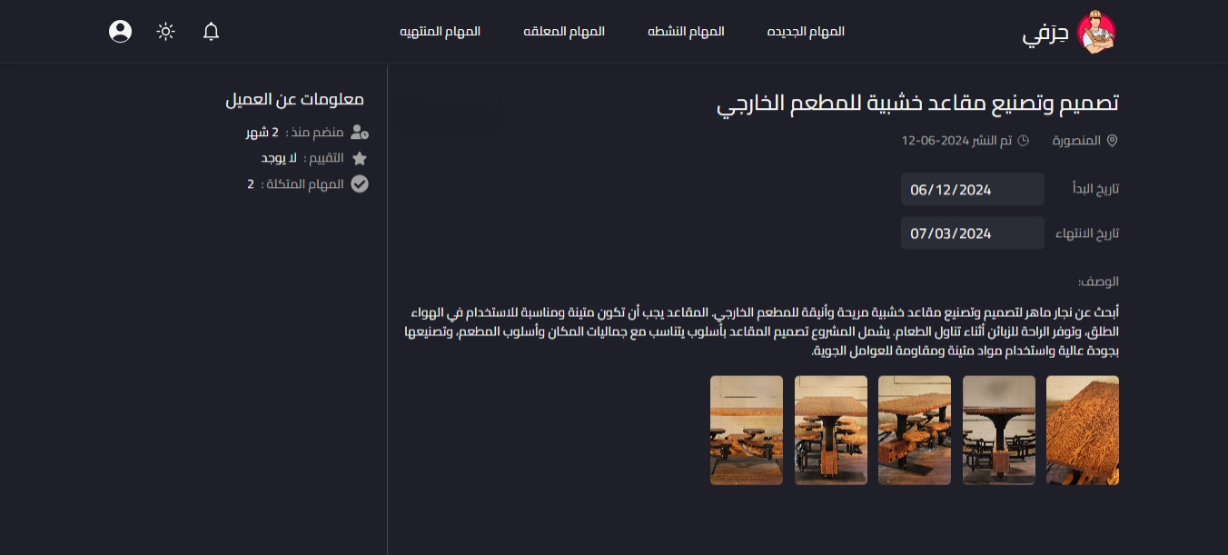 حِرَفي
المهام الجديده
المهام النشطه
المهام المعلقه
المهام المنتهيه
تصميم وتصنيع مقاعد خشبية للمطعم الخارجي
المنصورة
تم النشر 2024-06-12
تاريخ البدأ
06/12/2024
تاريخ الانتهاء
07/03/2024
الوصف:
أبحث عن نجار ماهر لتصميم وتصنيع مقاعد خشبية مريحة وأنيقة للمطعم الخارجي. المقاعد يجب أن تكون متينة ومناسبة للاستخدام في الهواء
الطلق، وتوفر الراحة للزبائن أثناء تناول الطعام. يشمل المشروع تصميم المقاعد بأسلوب يتناسب مع جماليات المكان وأسلوب المطعم، وتصنيعها
بجودة عالية واستخدام مواد متينة ومقاومة للعوامل الجوية.
معلومات عن العميل
منضم منذ : 2 شهر
التقييم : لا يوجد
المهام المتكلة : 2